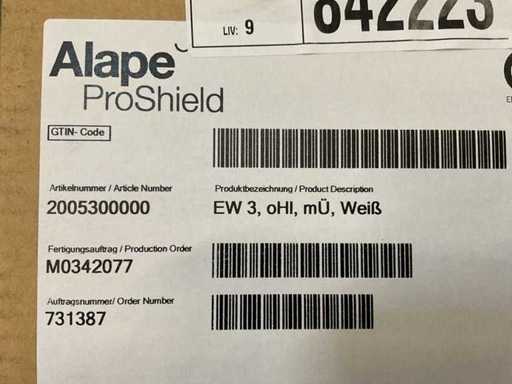 LIV: 9
642223
Alape
ProShield
GTIN- Code
Artikelnummer / Article Number
2005300000
Produktbezeichnung / Product Description
EW 3, oHl, mÜ, Weiß
Fertigungsauftrag / Production Order
M0342077
Auftragsnummer/ Order Number
731387